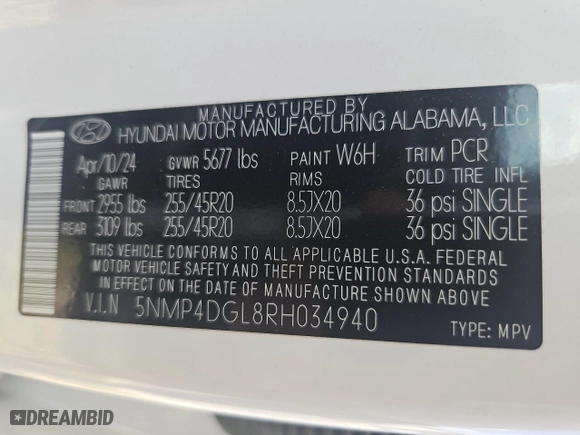 MANUFACTURED BY
HYUNDAI MOTOR MANUFACTURING ALABAMA, LLC
Apr/10/24 GVWR 5677 lbs PAINT W6H TRIM PCR
GAWR TIRES RIMS COLD TIRE INFL
FRONT 2955 lbs 255/45R20 8.5JX20 36 psi SINGLE
REAR 3109 lbs 255/45R20 8.5JX20 36 psi SINGLE
THIS VEHICLE CONFORMS TO ALL APPLICABLE U.S.A. FEDERAL
MOTOR VEHICLE SAFETY AND THEFT PREVENTION STANDARDS
IN EFFECT ON THE DATE OF MANUFACTURE SHOWN ABOVE.
V.I.N 5NMP4DGL8RH034940
TYPE: MPV
DREAMBID